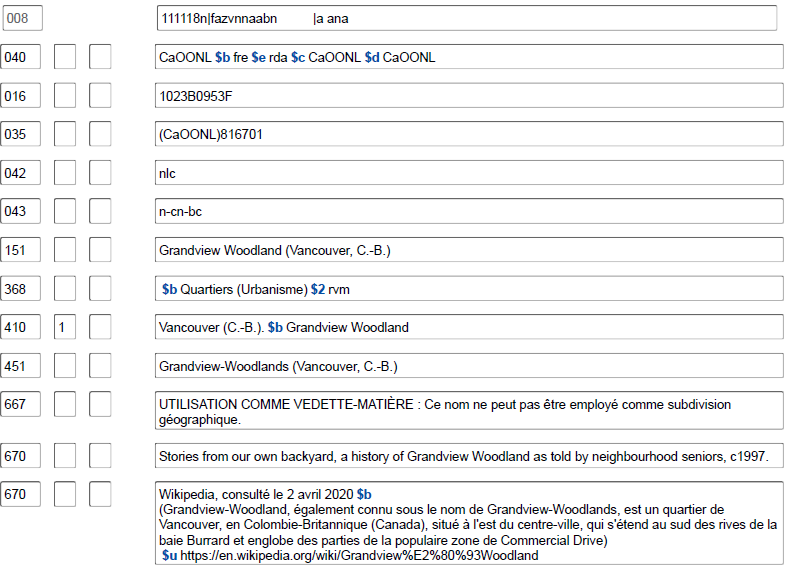 008 111118n|fazvnnaabn |a ana
040 CaOONL $b fre $e rda $c CaOONL $d CaOONL
016 1023B0953F
035 (CaOONL)816701
042 nlc
043 n-cn-bc
151 Grandview Woodland (Vancouver, C.-B.)
368 $b Quartiers (Urbanisme) $2 rvm
410 1 Vancouver (C.-B.). $b Grandview Woodland
451 Grandview-Woodlands (Vancouver, C.-B.)
667 UTILISATION COMME VEDETTE-MATIÈRE : Ce nom ne peut pas être employé comme subdivision
géographique.
670 Stories from our own backyard, a history of Grandview Woodland as told by neighbourhood seniors, c1997.
670 Wikipedia, consulté le 2 avril 2020 $b
(Grandview-Woodland, également connu sous le nom de Grandview-Woodlands, est un quartier de
Vancouver, en Colombie-Britannique (Canada), situé à l'est du centre-ville, qui s'étend au sud des rives de la
baie Burrard et englobe des parties de la populaire zone de Commercial Drive)
$u https://en.wikipedia.org/wiki/Grandview%E2%80%93Woodland